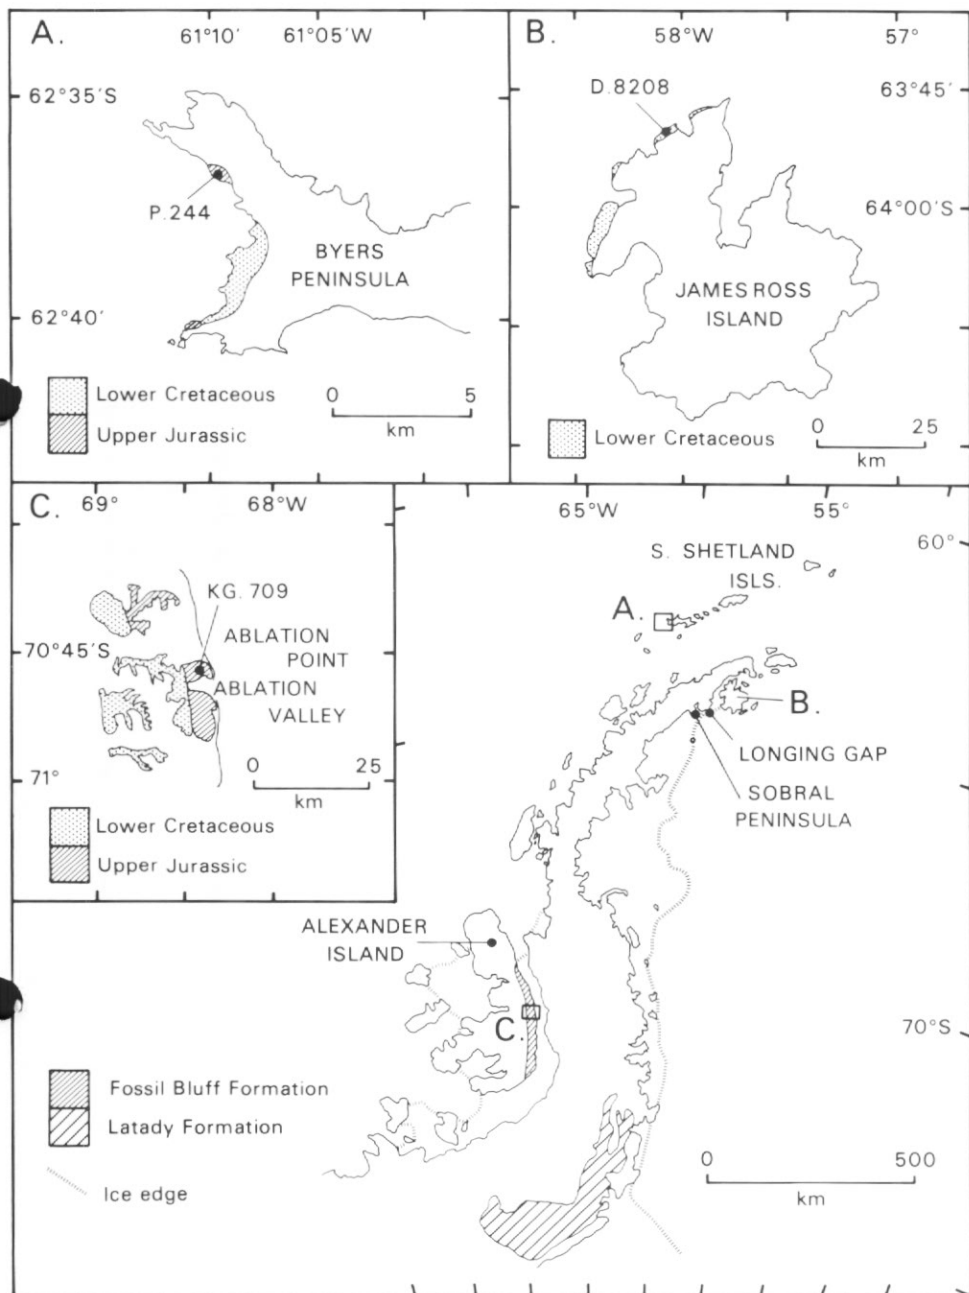 A.
61°10′ 61°05′W
62°35′S
P.244
BYERS
PENINSULA
62°40′
Lower Cretaceous
Upper Jurassic
0 5
km
B.
58°W 57°
D.8208
63°45′
64°00′S
JAMES ROSS
ISLAND
Lower Cretaceous
0 25
km
C.
69° 68°W
KG.709
70°45′S
ABLATION
POINT
ABLATION
VALLEY
71°
0 25
km
Lower Cretaceous
Upper Jurassic
65°W 55°
60°
S. SHETLAND
ISLS.
A.
B.
LONGING GAP
SOBRAL
PENINSULA
ALEXANDER
ISLAND
C.
70°S
Fossil Bluff Formation
Latady Formation
Ice edge
0 500
km